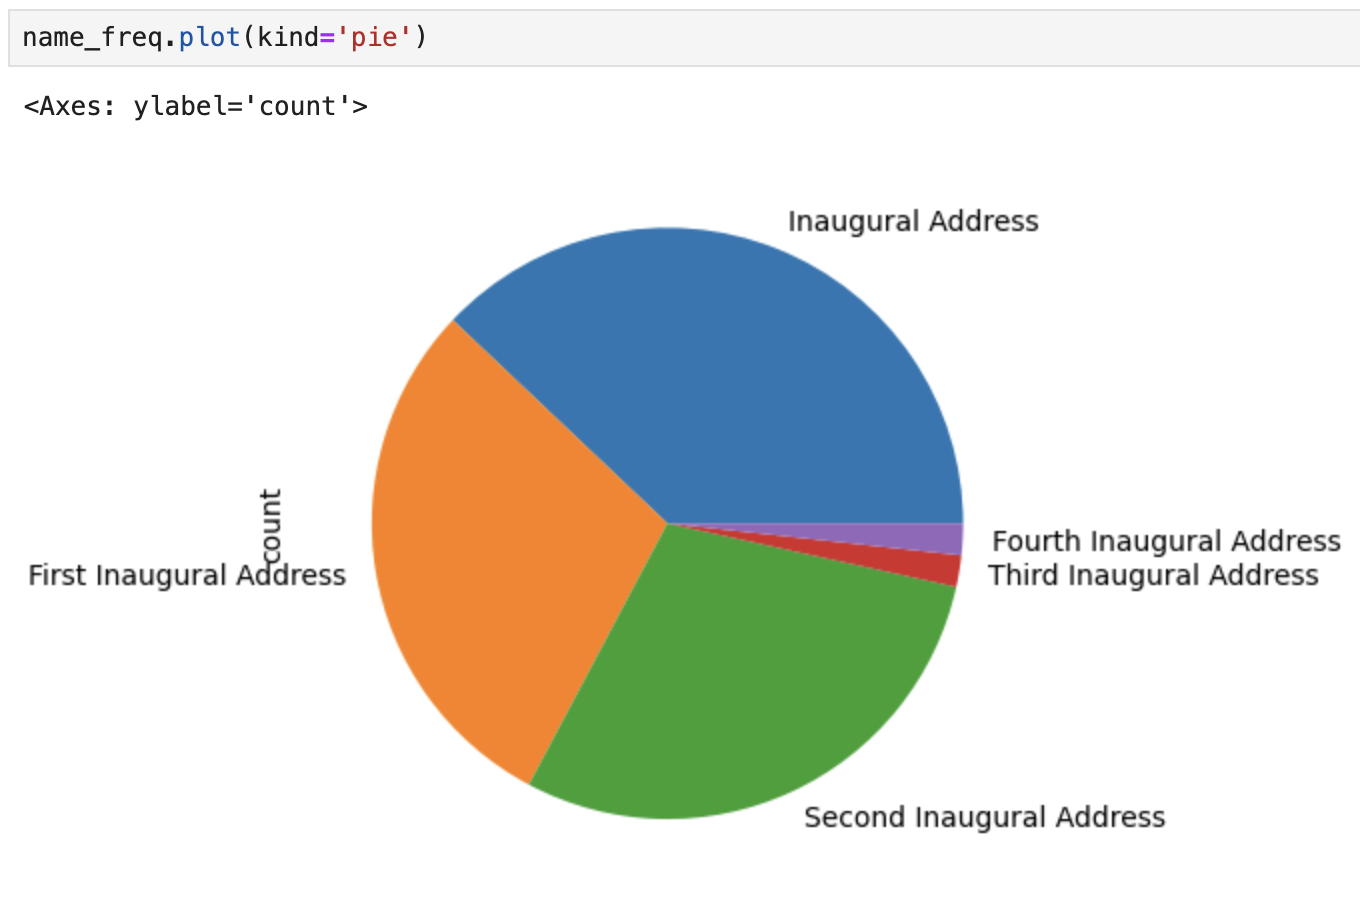 name_freq.plot(kind='pie')
<Axes: ylabel='count'>
Inaugural Address
count
First Inaugural Address
Fourth Inaugural Address
Third Inaugural Address
Second Inaugural Address